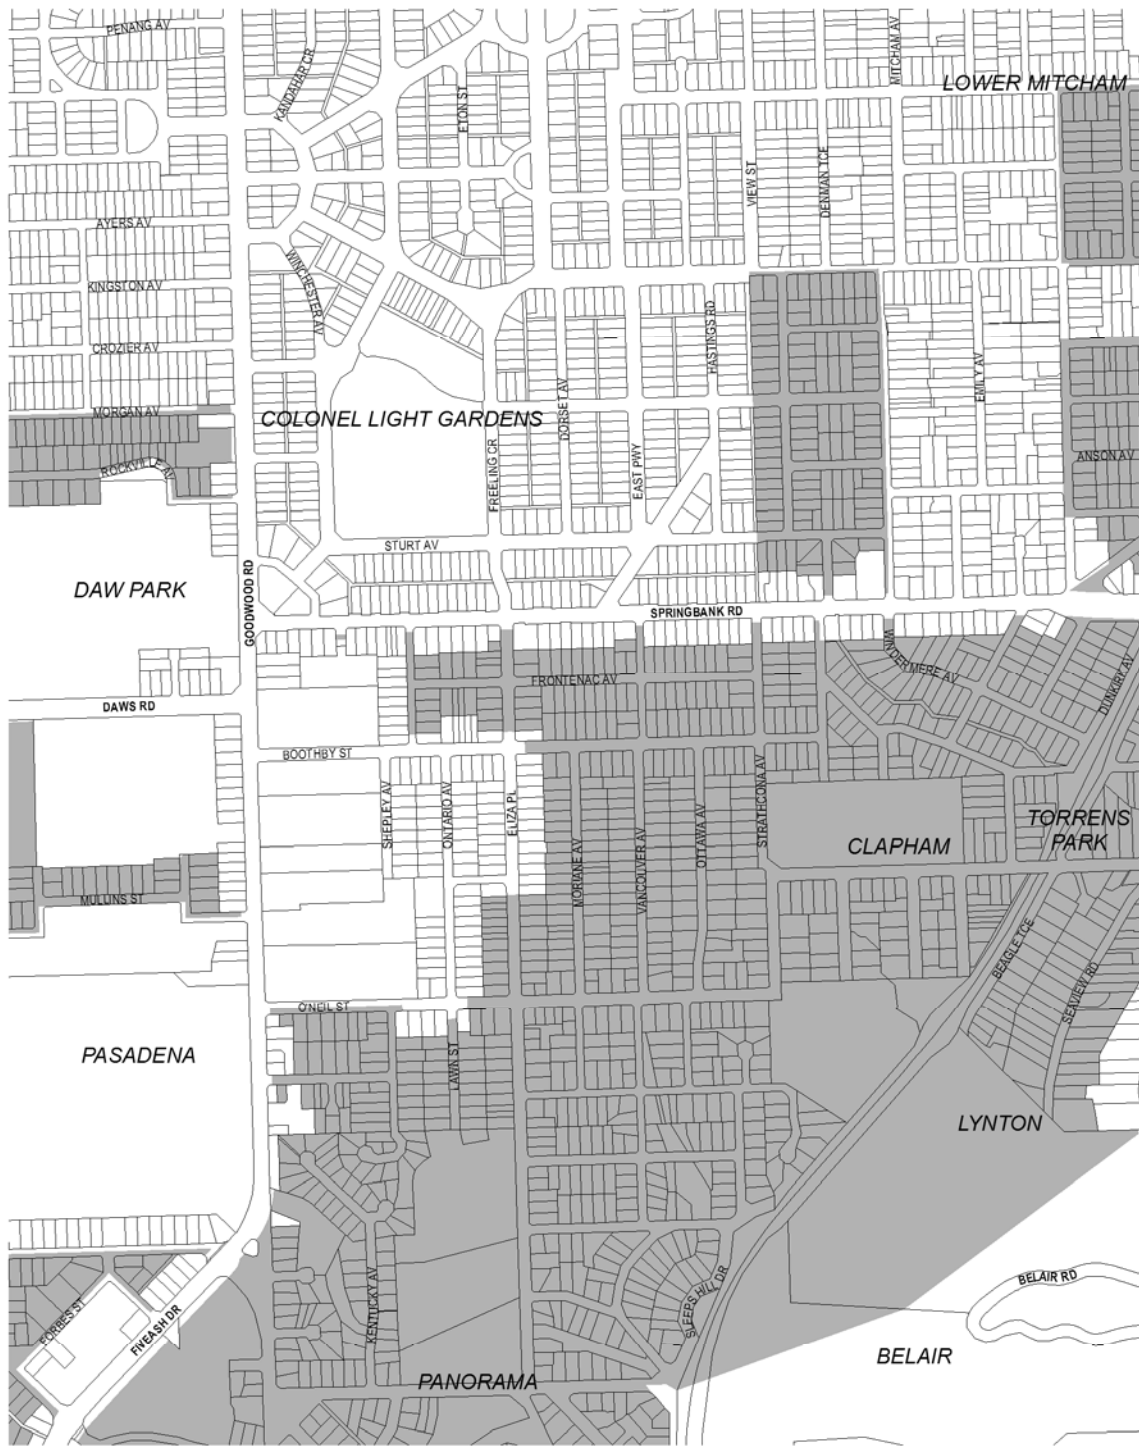 PENANG AV
KANDAHAR CR
ETON ST
MITCHAM AV
LOWER MITCHAM
VIEW ST
DENMAN TCE
AYERS AV
WINCHESTER AV
KINGSTON AV
HASTINGS RD
CROZIER AV
EMILY AV
DORSET AV
MORGAN AV
COLONEL LIGHT GARDENS
ROCKVILLE AV
FREELING CR
EAST PWY
ANSON AV
STURT AV
DAW PARK
GOODWOOD RD
SPRINGBANK RD
WINDERMERE AV
FRONTENAC AV
DUNKIRK AV
DAWS RD
BOOTHBY ST
SHEPLEY AV
ONTARIO AV
ELIZA PL
STRATHCONA AV
OTTAWA AV
TORRENS
PARK
CLAPHAM
MORIANE AV
VANCOUVER AV
MULLINS ST
BEAGLE TCE
SEAVIEW RD
O'NEIL ST
PASADENA
LAWN ST
LYNTON
BELAIR RD
FORBES ST
FIVEASH DR
KENTUCKY AV
SLEEPS HILL DR
BELAIR
PANORAMA